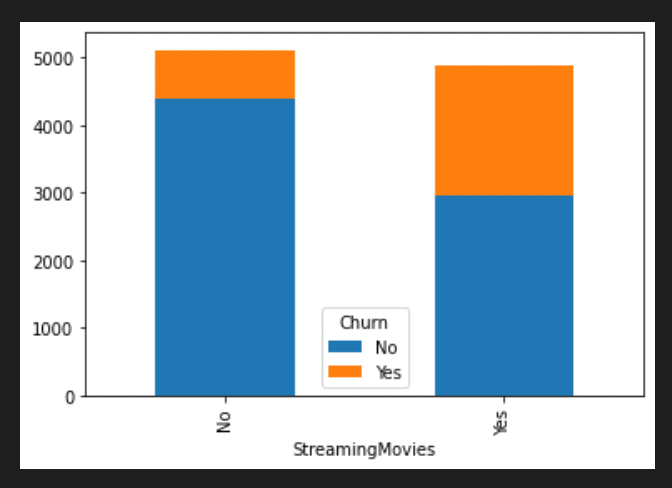 5000
4000
3000
2000
1000
0
Churn
No
Yes
No
Yes
StreamingMovies